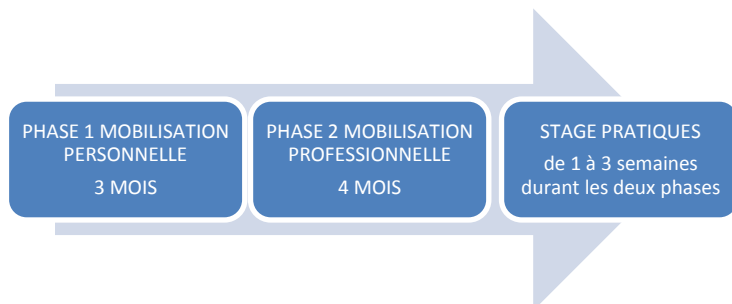 PHASE 1 MOBILISATION
PERSONNELLE
3 MOIS
PHASE 2 MOBILISATION
PROFESSIONNELLE
4 MOIS
STAGE PRATIQUES
de 1 à 3 semaines
durant les deux phases